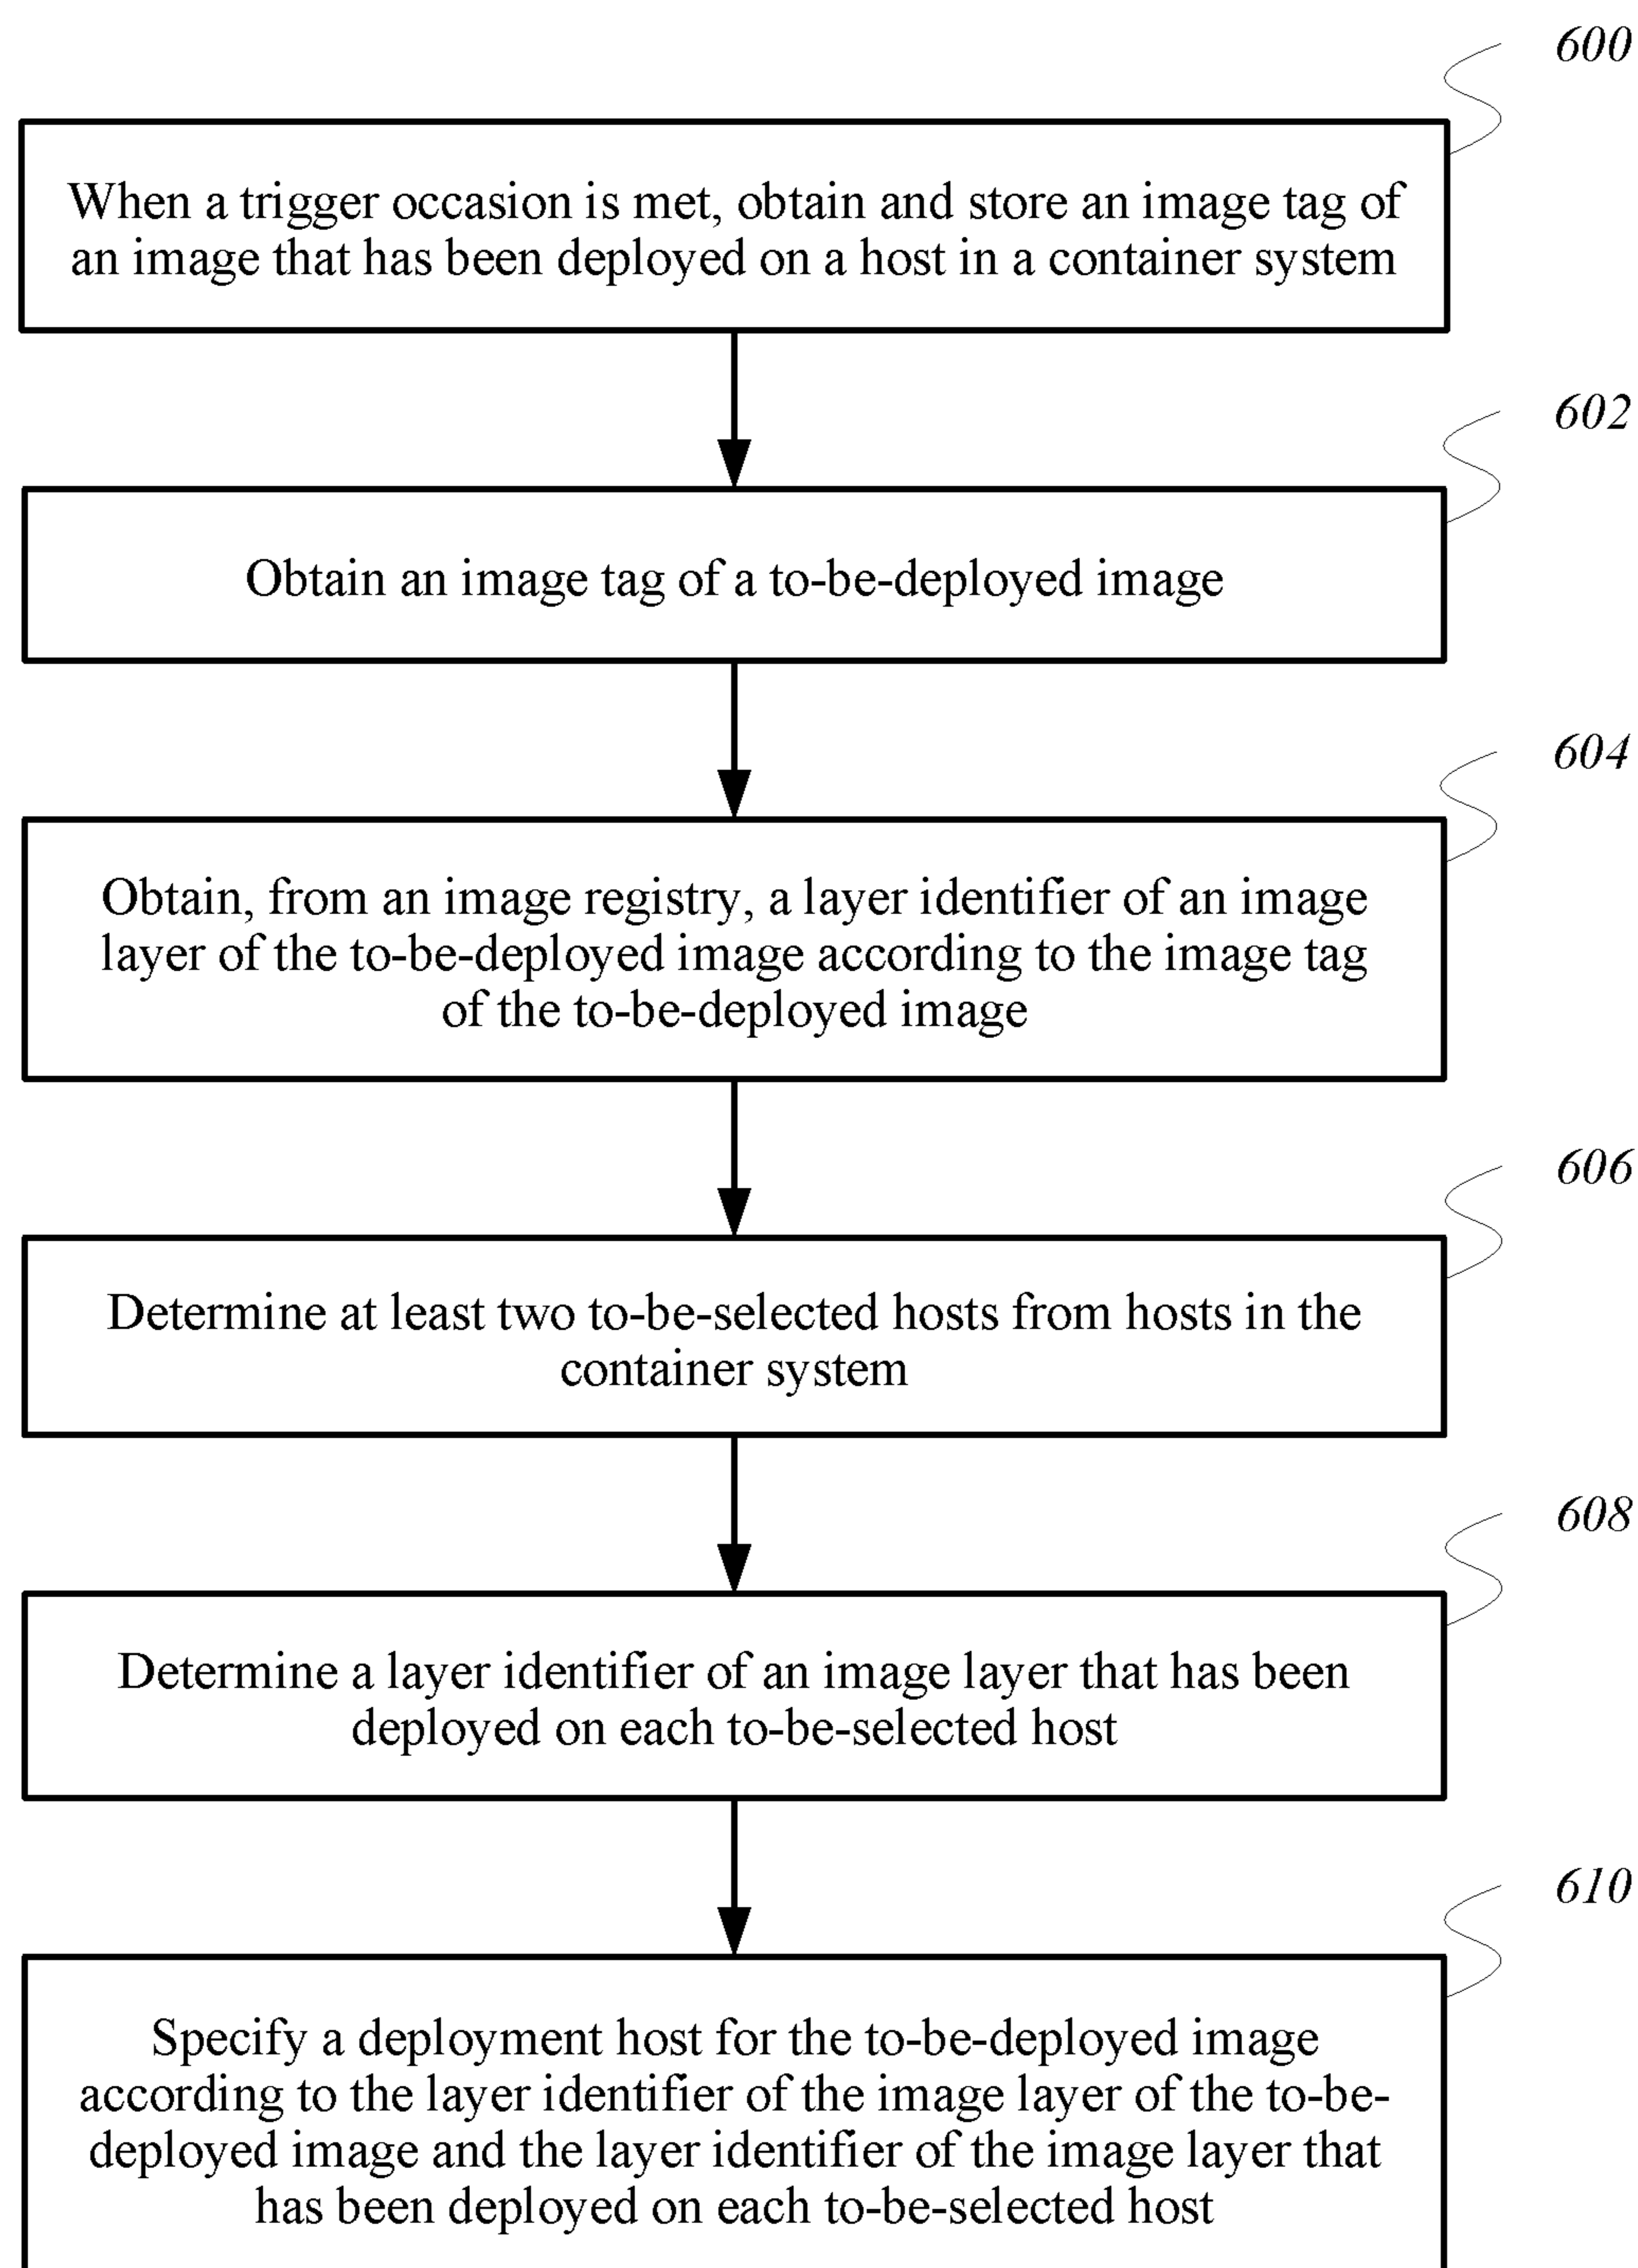 600
When a trigger occasion is met, obtain and store an image tag of
an image that has been deployed on a host in a container system
602
Obtain an image tag of a to-be-deployed image
604
Obtain, from an image registry, a layer identifier of an image
layer of the to-be-deployed image according to the image tag
of the to-be-deployed image
606
Determine at least two to-be-selected hosts from hosts in the
container system
608
Determine a layer identifier of an image layer that has been
deployed on each to-be-selected host
610
Specify a deployment host for the to-be-deployed image
according to the layer identifier of the image layer of the to-be-
deployed image and the layer identifier of the image layer that
has been deployed on each to-be-selected host